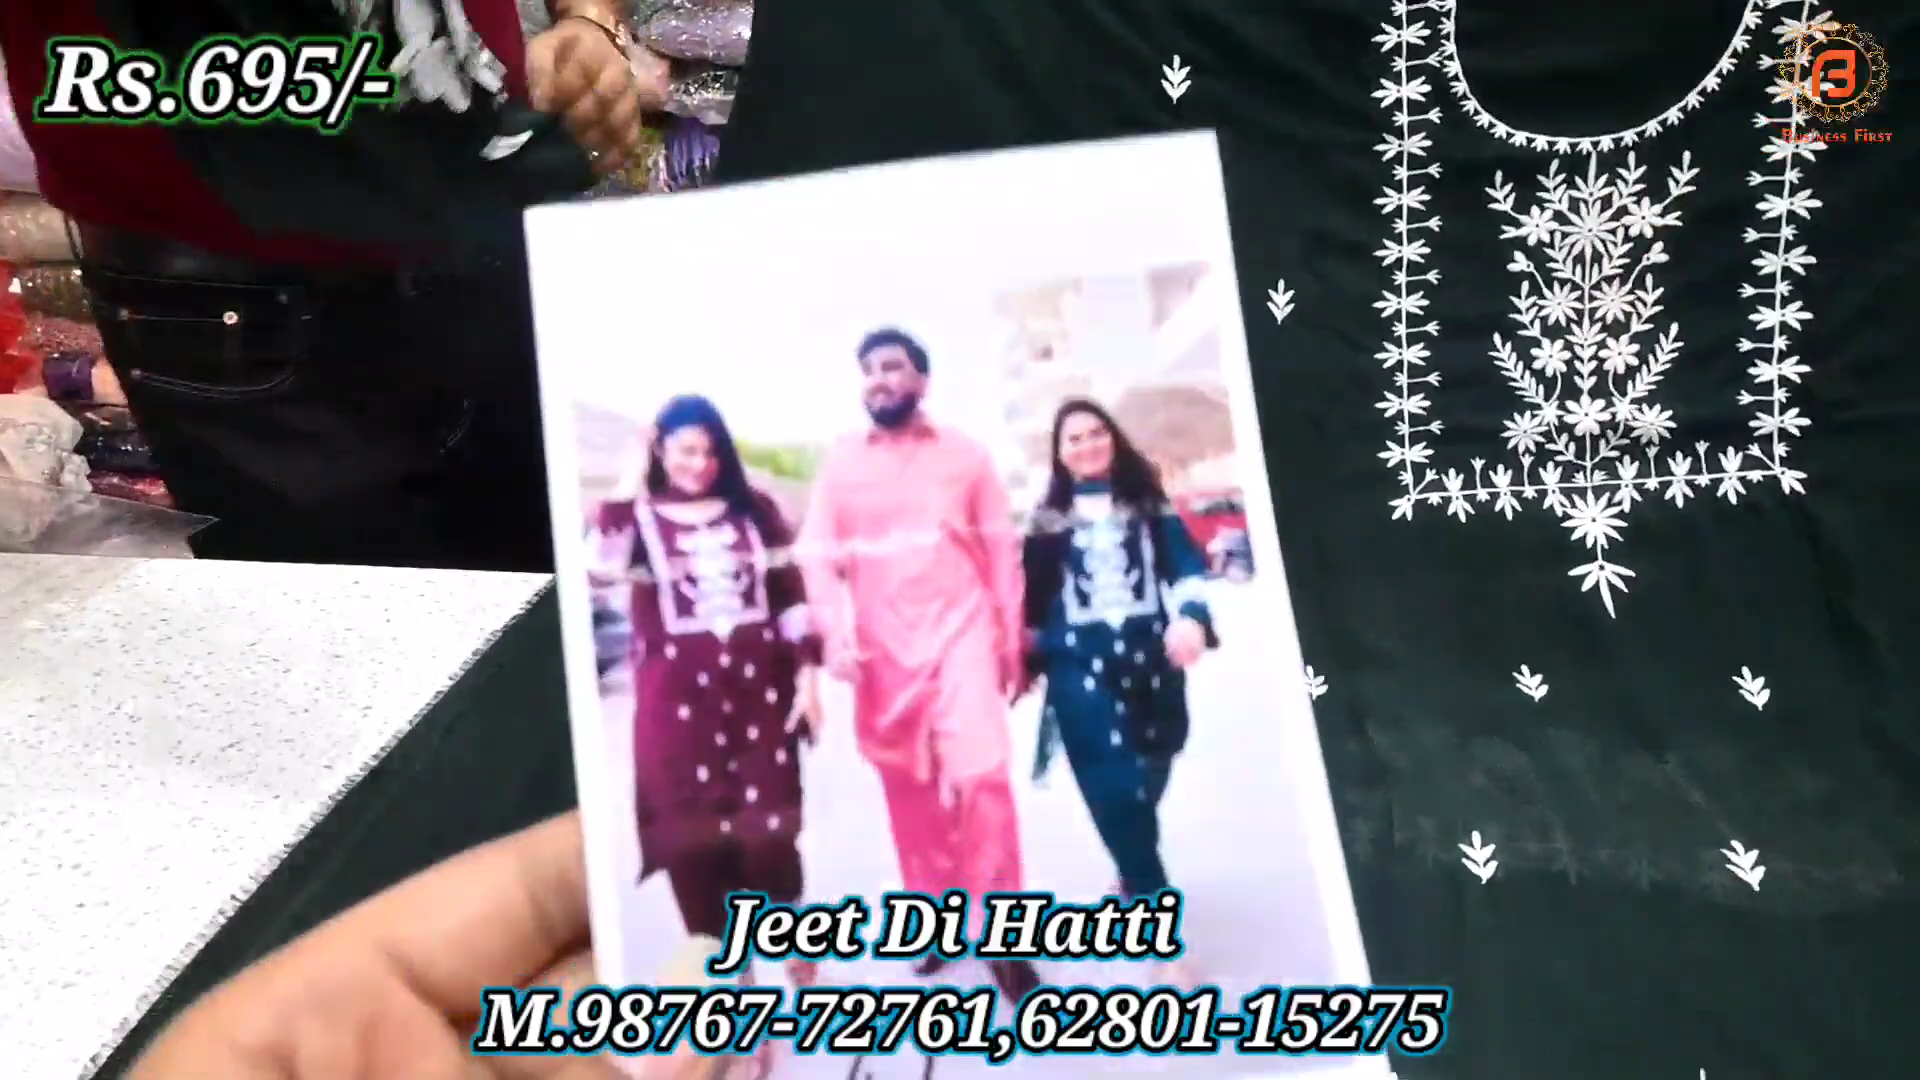 Rs.695/-
BUSINESS FIRST
Jeet Di Hatti
M.98767-72761,62801-15275